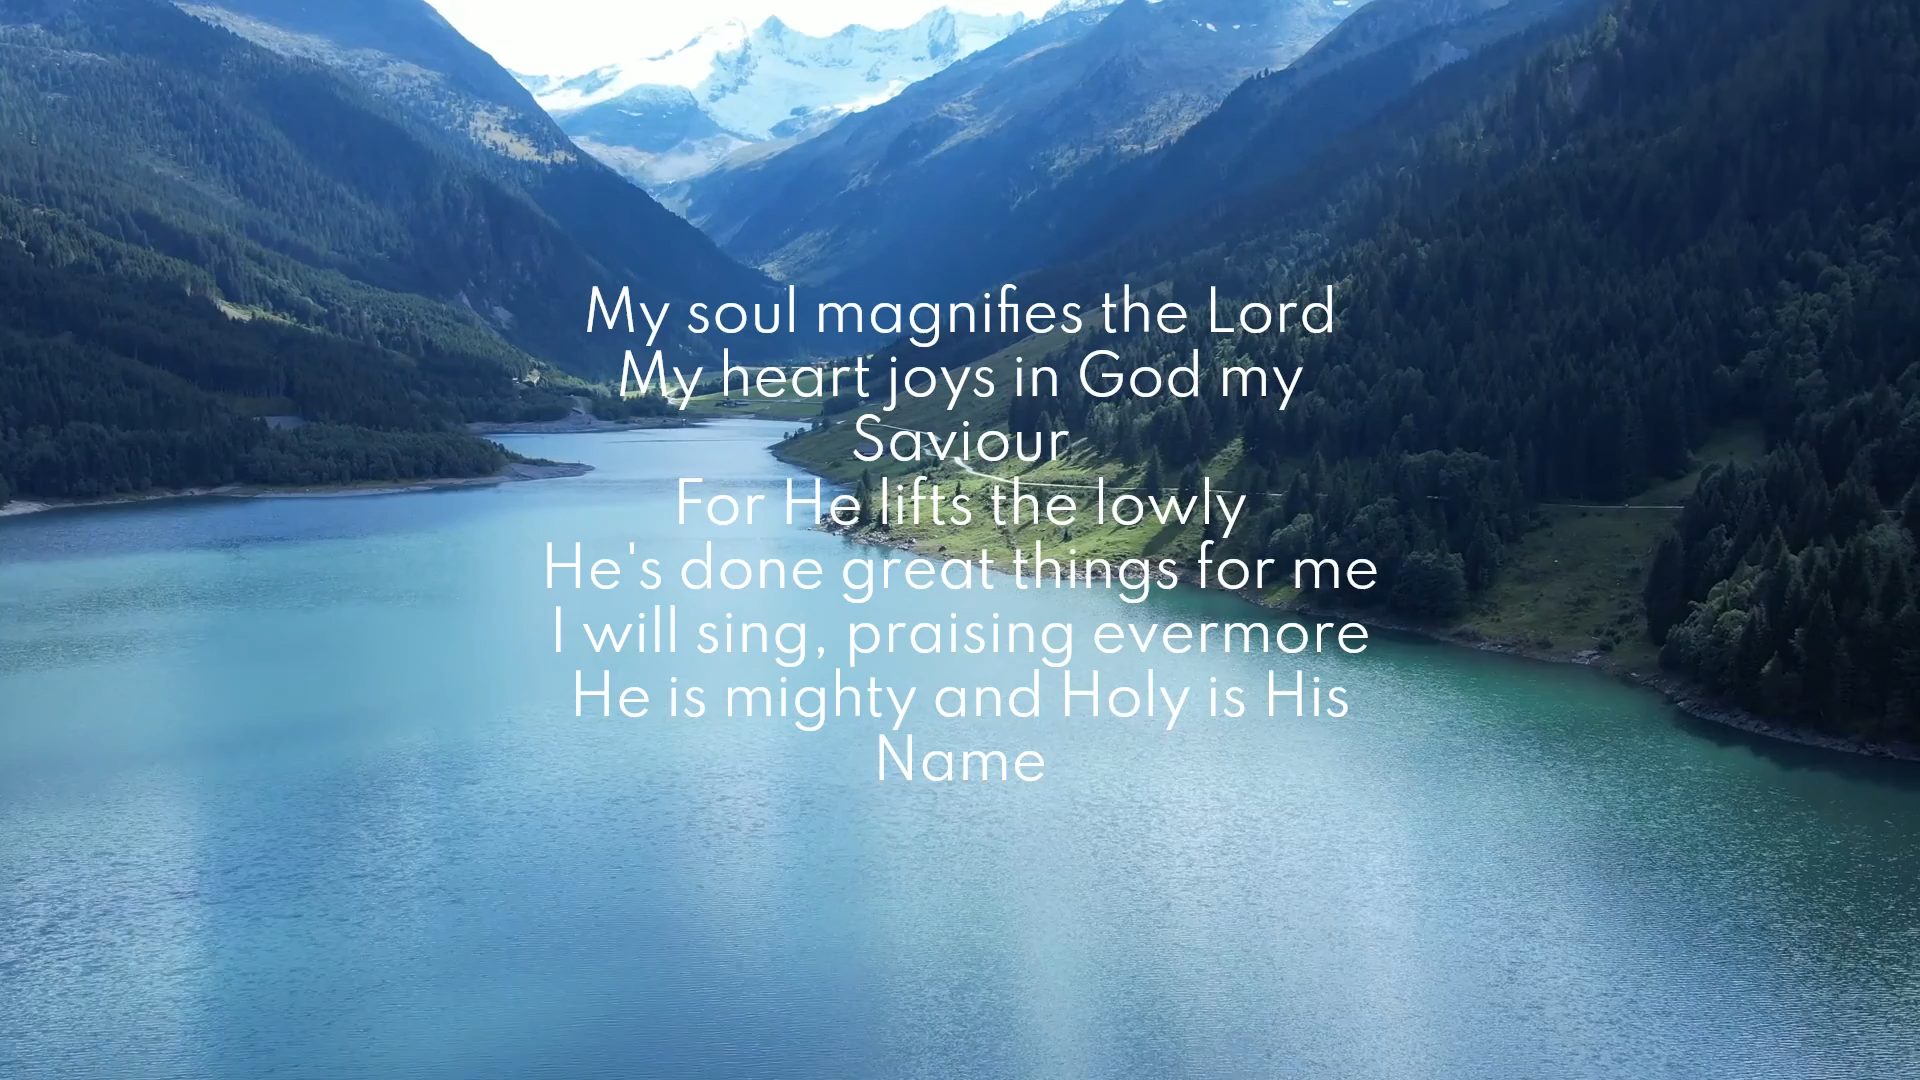 My soul magnifies the Lord
My heart joys in God my
Saviour
For He lifts the lowly
He's done great things for me
I will sing, praising evermore
He is mighty and Holy is His
Name